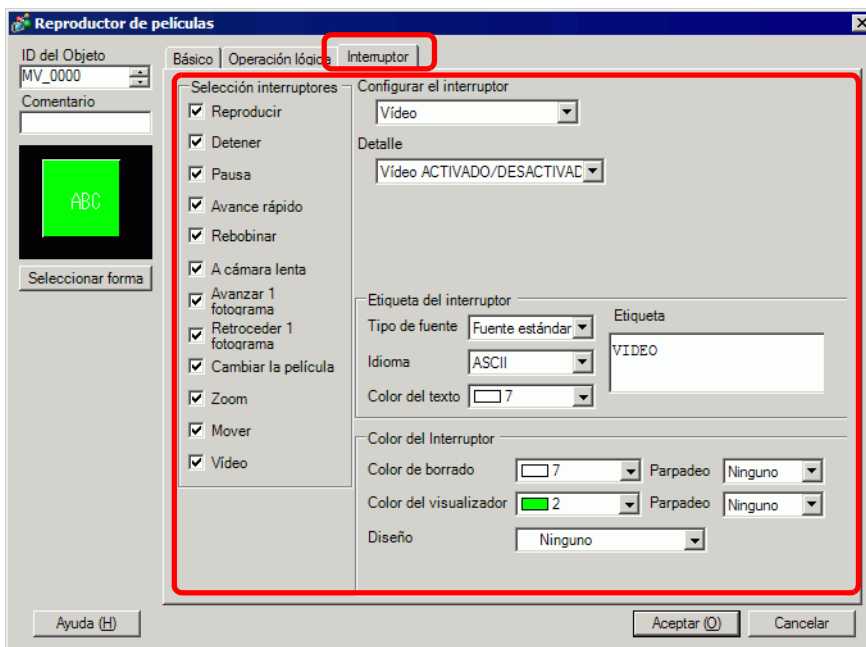 Reproductor de películas
ID del Objeto
MV_0000
Comentario
ABC
Seleccionar forma
Básico
Operación lógica
Interruptor
Selección interruptores
Reproducir
Detener
Pausa
Avance rápido
Rebobinar
A cámara lenta
Avanzar 1
fotograma
Retroceder 1
fotograma
Cambiar la película
Zoom
Mover
Vídeo
Configurar el interruptor
Vídeo
Detalle
Vídeo ACTIVADO/DESACTIVAD
Etiqueta del interruptor
Tipo de fuente
Fuente estándar
Idioma
ASCII
Color del texto
7
Etiqueta
VIDEO
Color del Interruptor
Color de borrado
7
Parpadeo
Ninguno
Color del visualizador
2
Parpadeo
Ninguno
Diseño
Ninguno
Ayuda (H)
Aceptar (O)
Cancelar